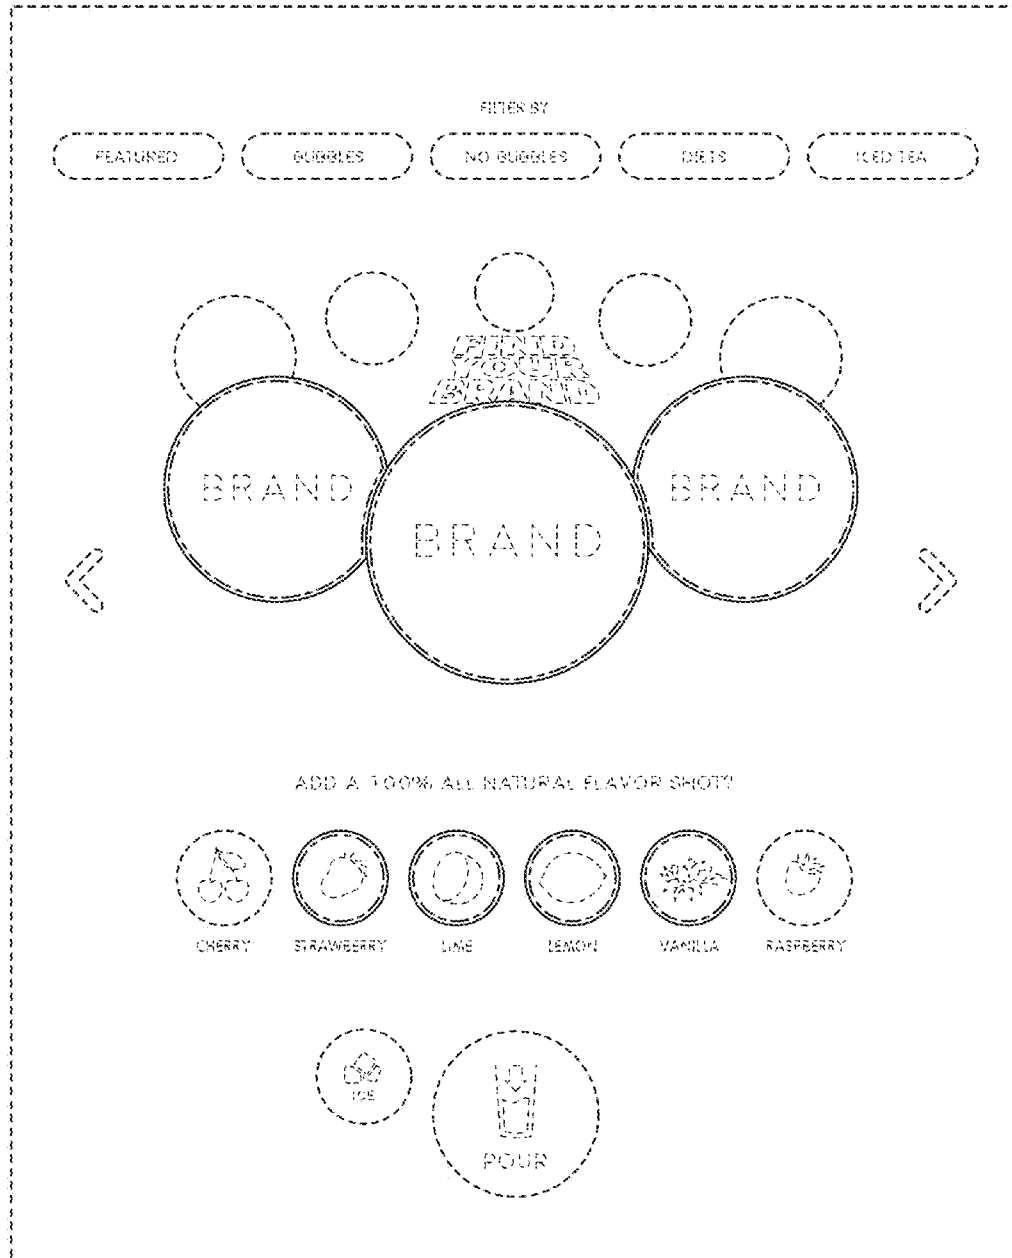 FILTER BY
FEATURED BUBBLES NO BUBBLES DIETS ICED TEA
FIND
YOUR
BRAND
BRAND BRAND
BRAND
ADD A 100% ALL NATURAL FLAVOR SHOT?
CHERRY STRAWBERRY LIME LEMON VANILLA RASPBERRY
ICE
POUR